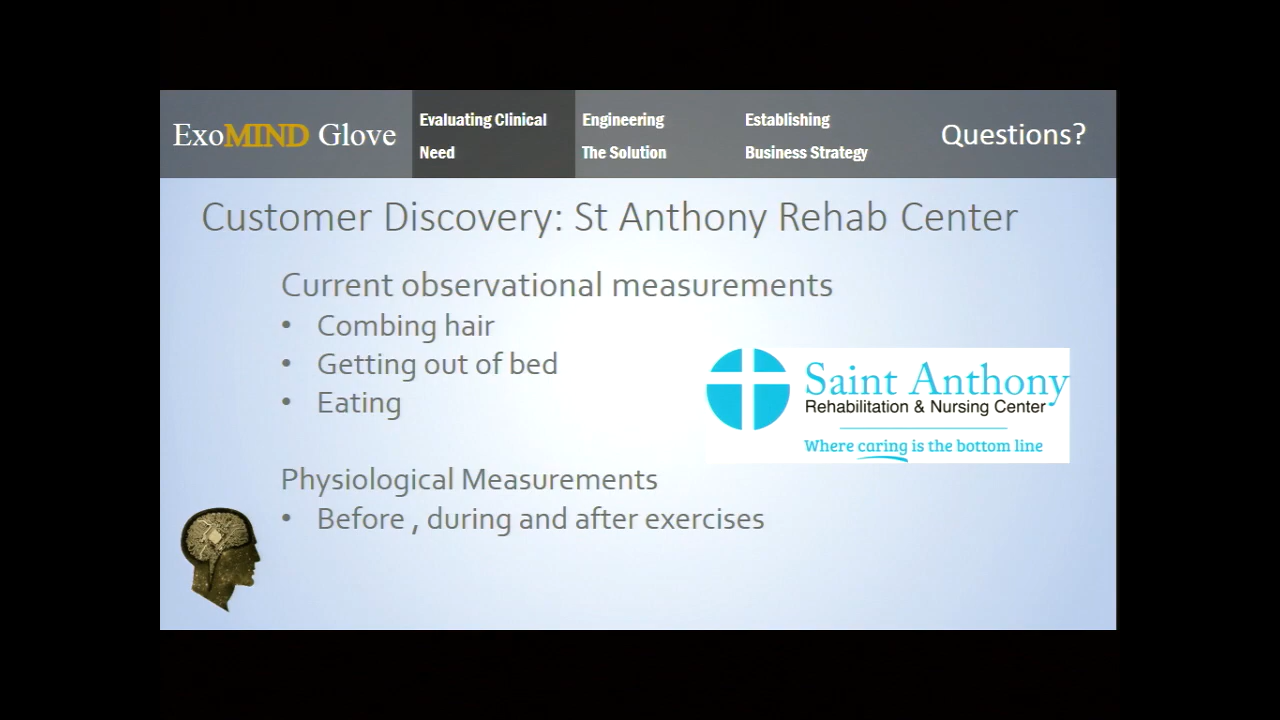 ExoMIND Glove
Evaluating Clinical
Need
Engineering
The Solution
Establishing
Business Strategy
Questions?
Customer Discovery: St Anthony Rehab Center
Current observational measurements
• Combing hair
• Getting out of bed
• Eating
Saint Anthony
Rehabilitation & Nursing Center
Where caring is the bottom line
Physiological Measurements
• Before , during and after exercises